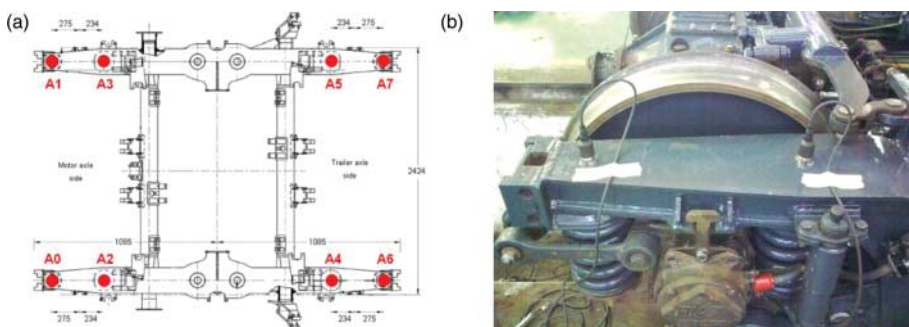 (a)
275 234
234 275
A1 A3
A5 A7
Motor axle
side
Trailer axle
side
2424
1085
1085
A0 A2
A4 A6
275 234
234 275
(b)